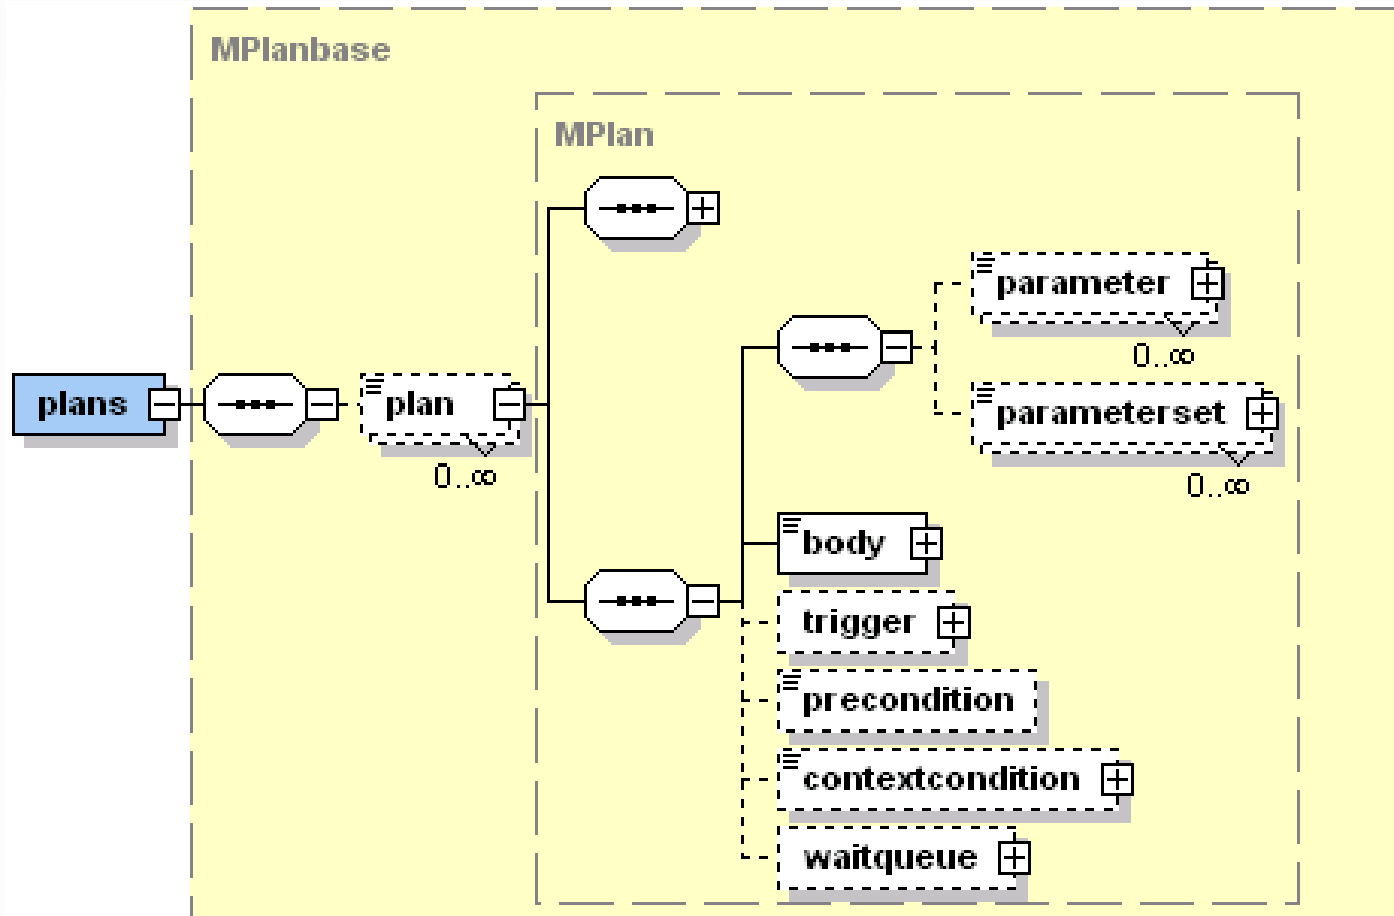 MPlanbase
MPlan
parameter
0..∞
plans
plan
parameterset
0..∞
0..∞
body
trigger
precondition
contextcondition
waitqueue